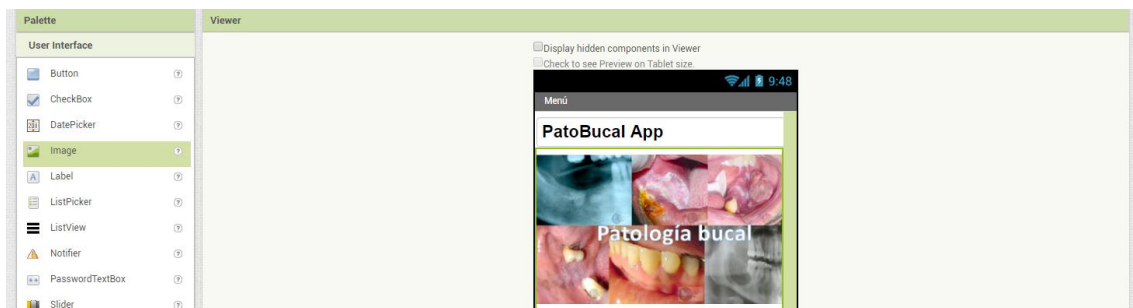 Palette
Viewer
User Interface
Button
CheckBox
DatePicker
Image
Label
ListPicker
ListView
Notifier
PasswordTextBox
Slider
Display hidden components in Viewer
Check to see Preview on Tablet size.
9:48
Menú
PatoBucal App
Patología bucal